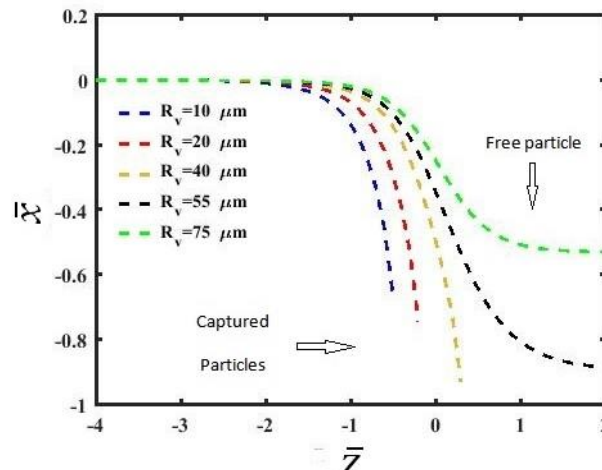 0.2
0
-0.2
-0.4
-0.6
-0.8
-1
x̄
R_v=10 μm
R_v=20 μm
R_v=40 μm
R_v=55 μm
R_v=75 μm
Free particle
Captured
Particles
-4 -3 -2 -1 0 1 2
z̄